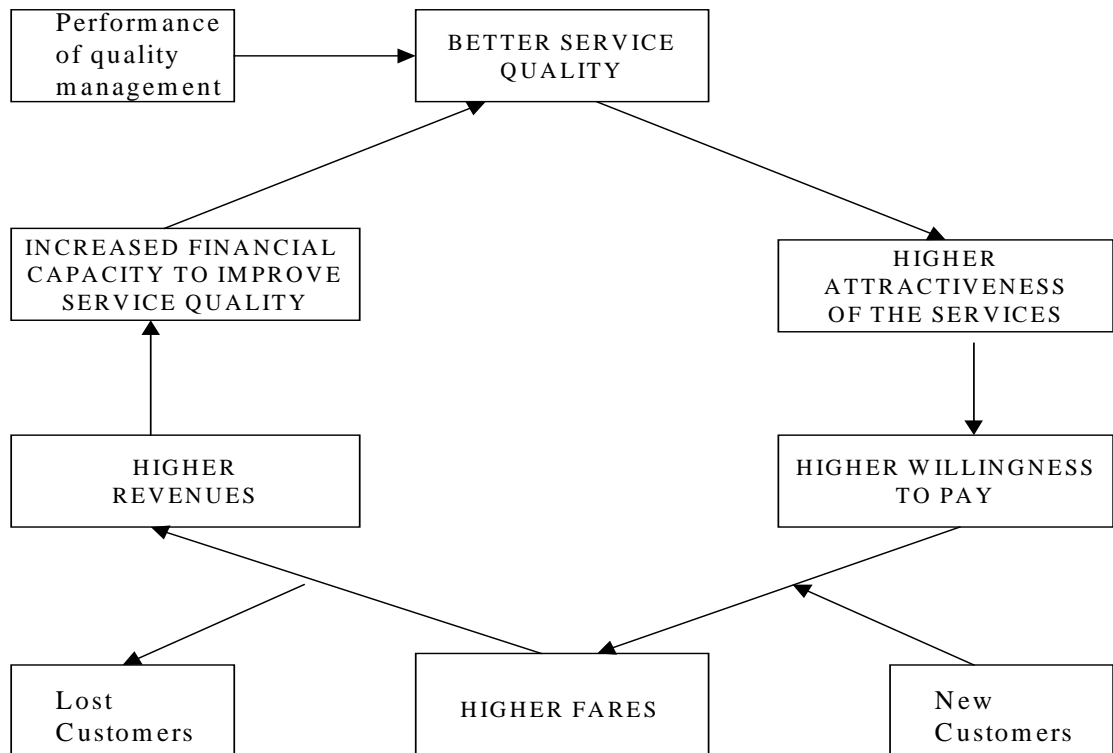 Performance
of quality
management
BETTER SERVICE
QUALITY
INCREASED FINANCIAL
CAPACITY TO IMPROVE
SERVICE QUALITY
HIGHER
ATTRACTIVENESS
OF THE SERVICES
HIGHER
REVENUES
HIGHER WILLINGNESS
TO PAY
Lost
Customers
HIGHER FARES
New
Customers